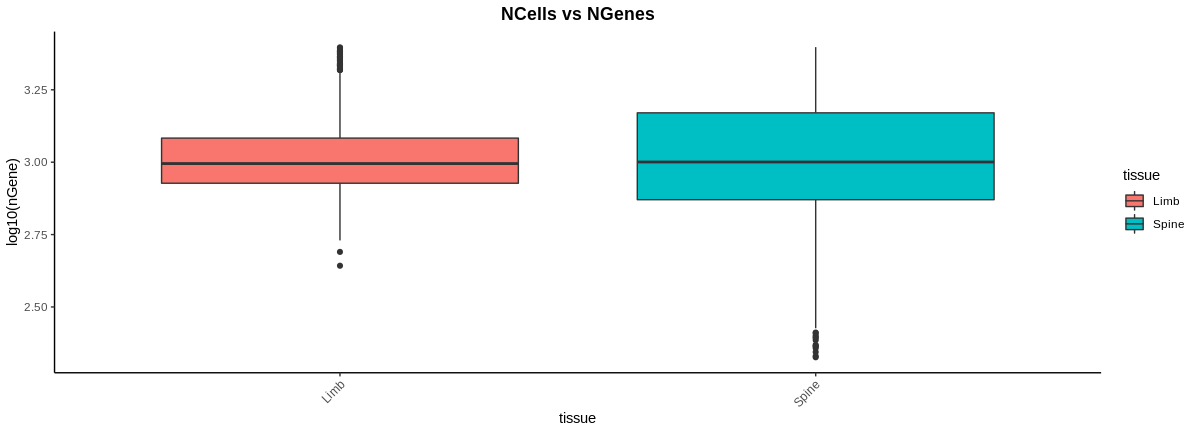 NCells vs NGenes
log10(nGene)
3.25
3.00
2.75
2.50
Limb
Spine
tissue
tissue
Limb
Spine